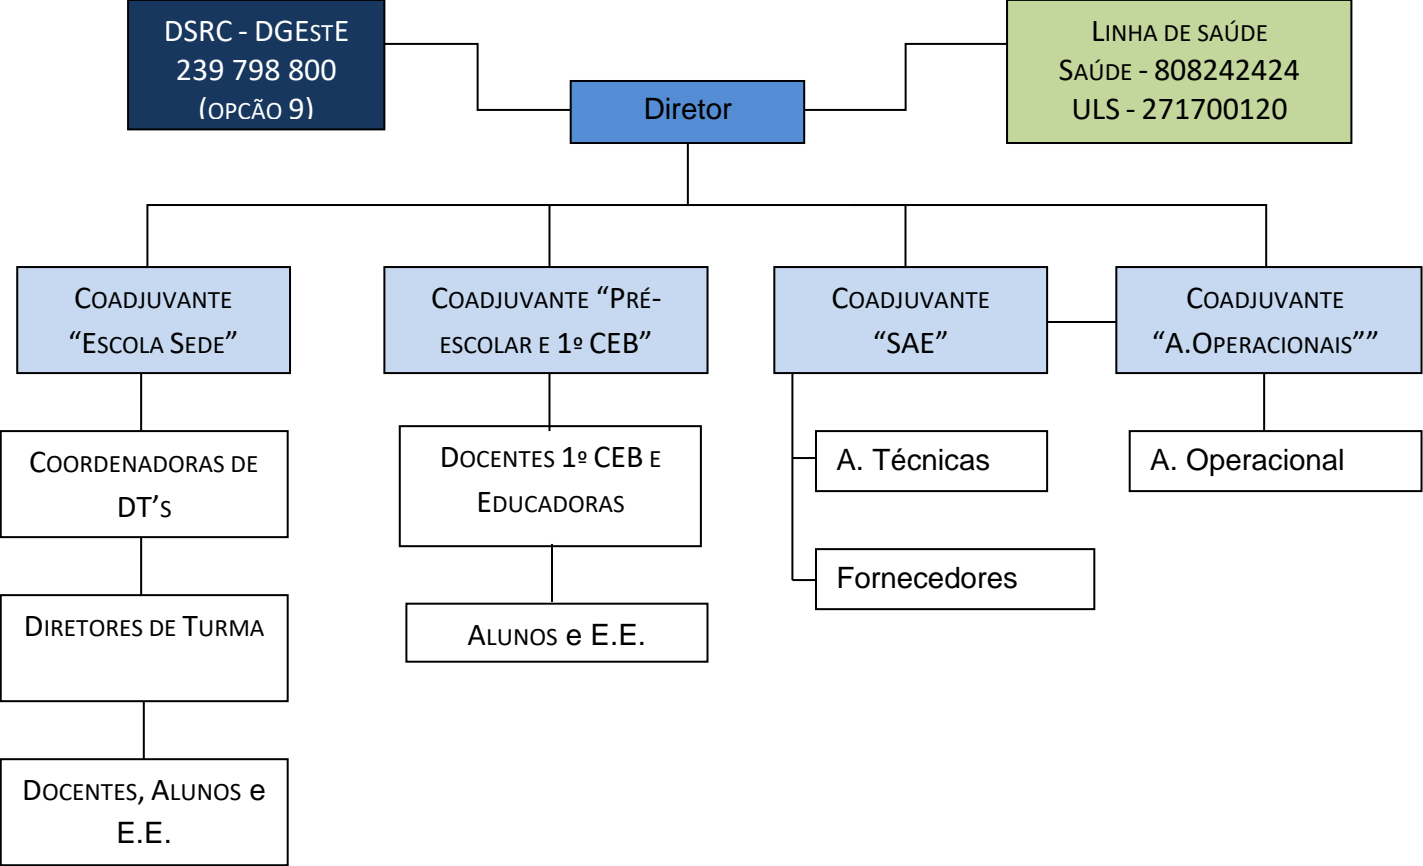 DSRC - DGEstE
239 798 800
(opção 9)
Linha de saúde
Saúde - 808242424
ULS - 271700120
Diretor
Coadjuvante
“Escola Sede”
Coadjuvante “Pré-
escolar e 1º CEB”
Coadjuvante
“SAE”
Coadjuvante
“A.Operacionais””
Coordenadoras de
DT’s
Docentes 1º CEB e
Educadoras
A. Técnicas
A. Operacional
Fornecedores
Diretores de Turma
Alunos e E.E.
Docentes, Alunos e
E.E.